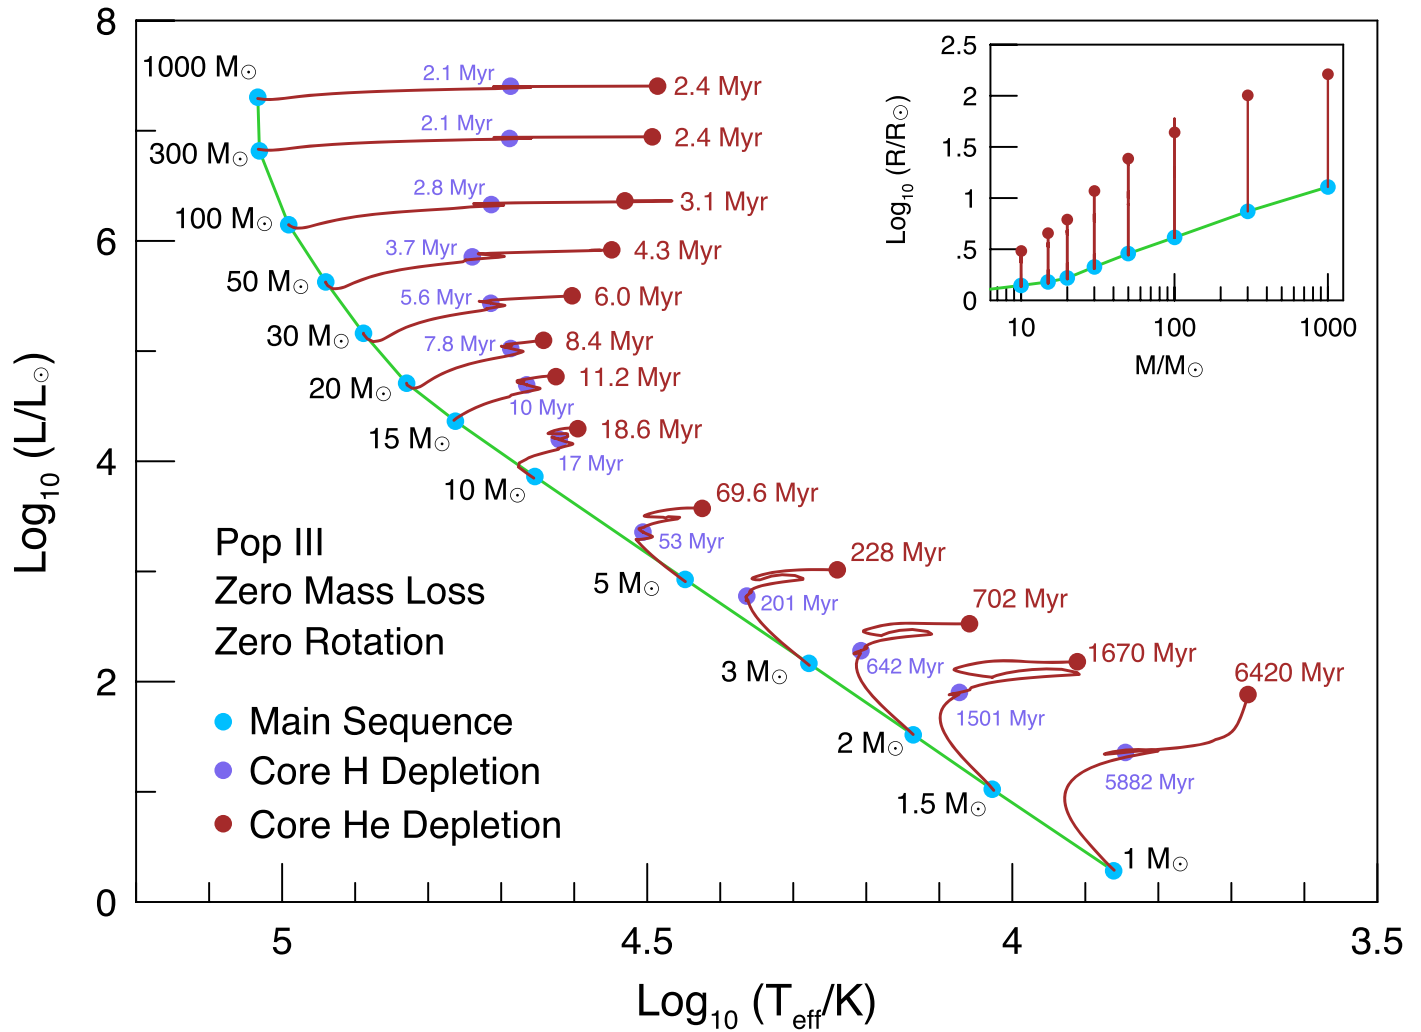 8
6
4
2
0
Log₁₀ (L/L☉)
5
4.5
4
3.5
Log₁₀ (T_eff/K)
1000 M☉
2.1 Myr
2.4 Myr
300 M☉
2.1 Myr
2.4 Myr
100 M☉
2.8 Myr
3.1 Myr
50 M☉
3.7 Myr
4.3 Myr
30 M☉
5.6 Myr
6.0 Myr
20 M☉
7.8 Myr
8.4 Myr
15 M☉
10 Myr
11.2 Myr
10 M☉
17 Myr
18.6 Myr
5 M☉
53 Myr
69.6 Myr
3 M☉
201 Myr
228 Myr
2 M☉
642 Myr
702 Myr
1.5 M☉
1501 Myr
1670 Myr
1 M☉
5882 Myr
6420 Myr
Pop III
Zero Mass Loss
Zero Rotation
Main Sequence
Core H Depletion
Core He Depletion
2.5
2
1.5
1
.5
0
Log₁₀ (R/R☉)
10
100
1000
M/M☉